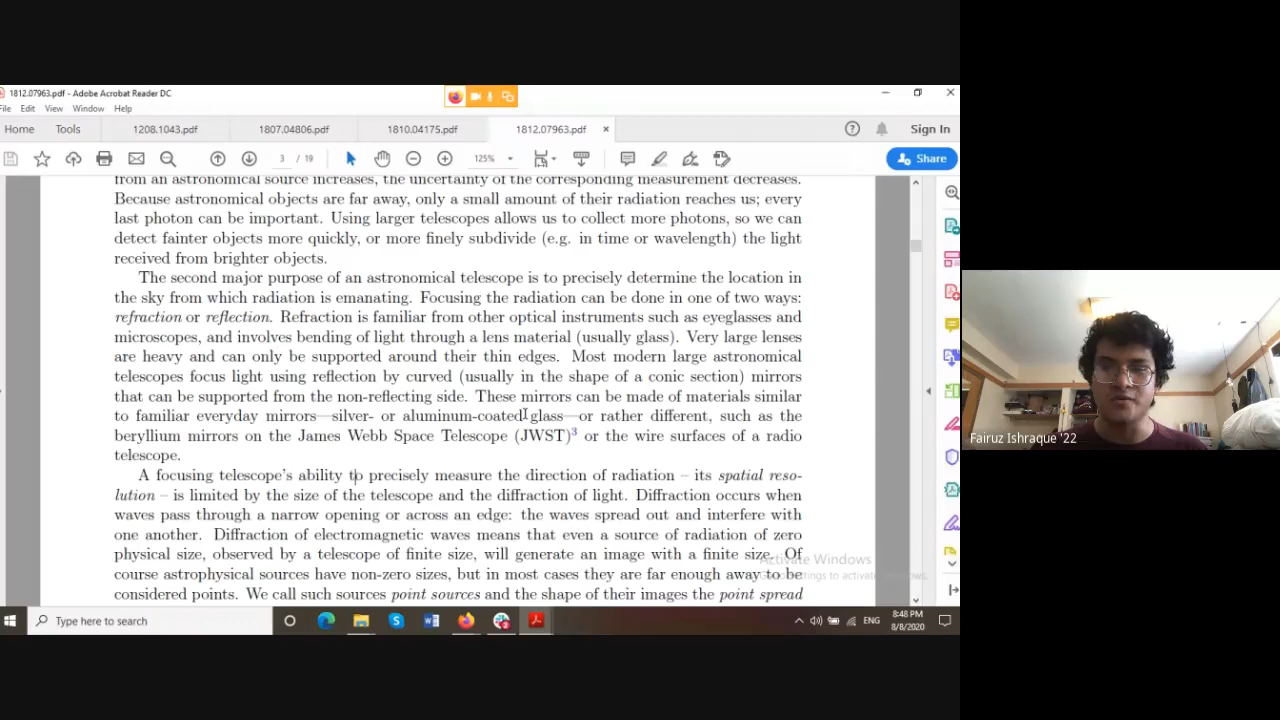 1812.07963.pdf - Adobe Acrobat Reader DC
File Edit View Window Help
Home Tools 1208.1043.pdf 1807.04806.pdf 1810.04175.pdf 1812.07963.pdf × Sign In
3 / 19 125% Share
from an astronomical source increases, the uncertainty of the corresponding measurement decreases.
Because astronomical objects are far away, only a small amount of their radiation reaches us; every
last photon can be important. Using larger telescopes allows us to collect more photons, so we can
detect fainter objects more quickly, or more finely subdivide (e.g. in time or wavelength) the light
received from brighter objects.
The second major purpose of an astronomical telescope is to precisely determine the location in
the sky from which radiation is emanating. Focusing the radiation can be done in one of two ways:
refraction or reflection. Refraction is familiar from other optical instruments such as eyeglasses and
microscopes, and involves bending of light through a lens material (usually glass). Very large lenses
are heavy and can only be supported around their thin edges. Most modern large astronomical
telescopes focus light using reflection by curved (usually in the shape of a conic section) mirrors
that can be supported from the non-reflecting side. These mirrors can be made of materials similar
to familiar everyday mirrors—silver- or aluminum-coated glass—or rather different, such as the
beryllium mirrors on the James Webb Space Telescope (JWST)3 or the wire surfaces of a radio
telescope.
A focusing telescope's ability to precisely measure the direction of radiation – its spatial reso-
lution – is limited by the size of the telescope and the diffraction of light. Diffraction occurs when
waves pass through a narrow opening or across an edge: the waves spread out and interfere with
one another. Diffraction of electromagnetic waves means that even a source of radiation of zero
physical size, observed by a telescope of finite size, will generate an image with a finite size. Of
course astrophysical sources have non-zero sizes, but in most cases they are far enough away to be
considered points. We call such sources point sources and the shape of their images the point spread
Activate Windows
Go to Settings to activate Windows.
Type here to search
ENG
8:48 PM
8/8/2020
Fairuz Ishraque '22